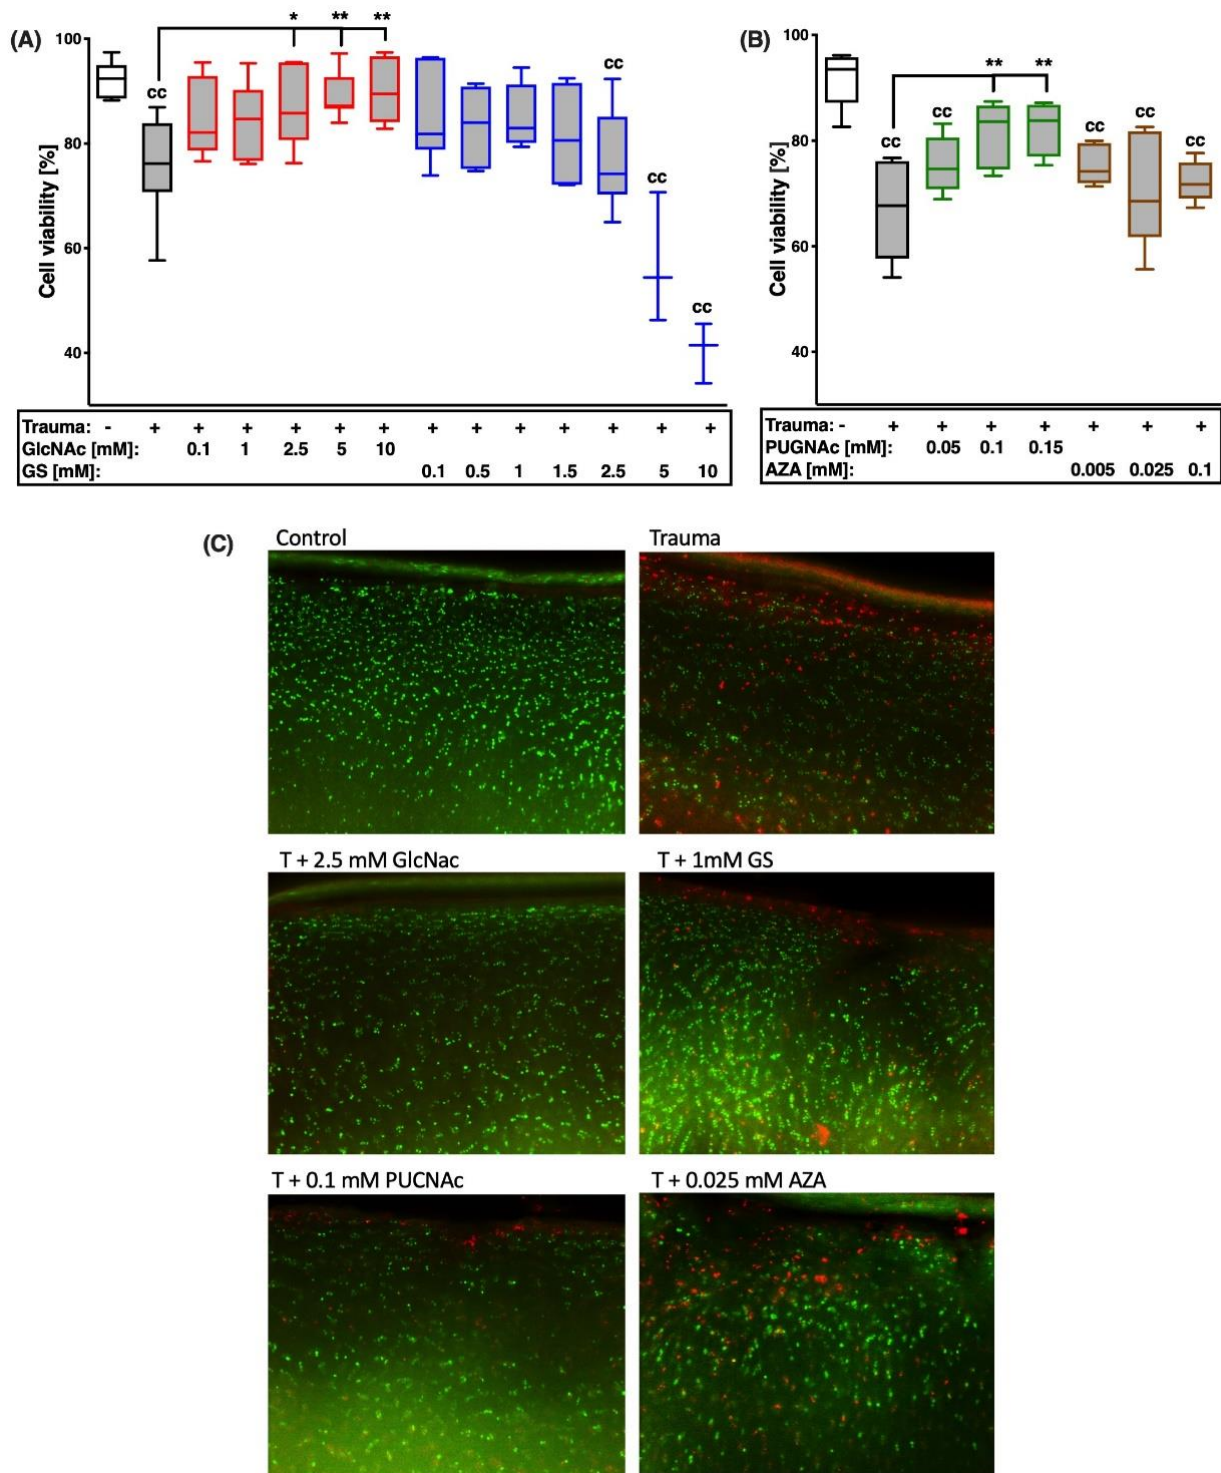 (A)
Cell viability [%]
100
80
60
40
* ** **
cc
cc
cc
cc
Trauma: - + + + + + + + + + + + + +
GlcNAc [mM]: 0.1 1 2.5 5 10
GS [mM]: 0.1 0.5 1 1.5 2.5 5 10
(B)
Cell viability [%]
100
80
60
40
** **
cc
cc
cc
cc
cc
Trauma: - + + + + + + +
PUGNAc [mM]: 0.05 0.1 0.15
AZA [mM]: 0.005 0.025 0.1
(C)
Control
Trauma
T + 2.5 mM GlcNac
T + 1mM GS
T + 0.1 mM PUCNAc
T + 0.025 mM AZA